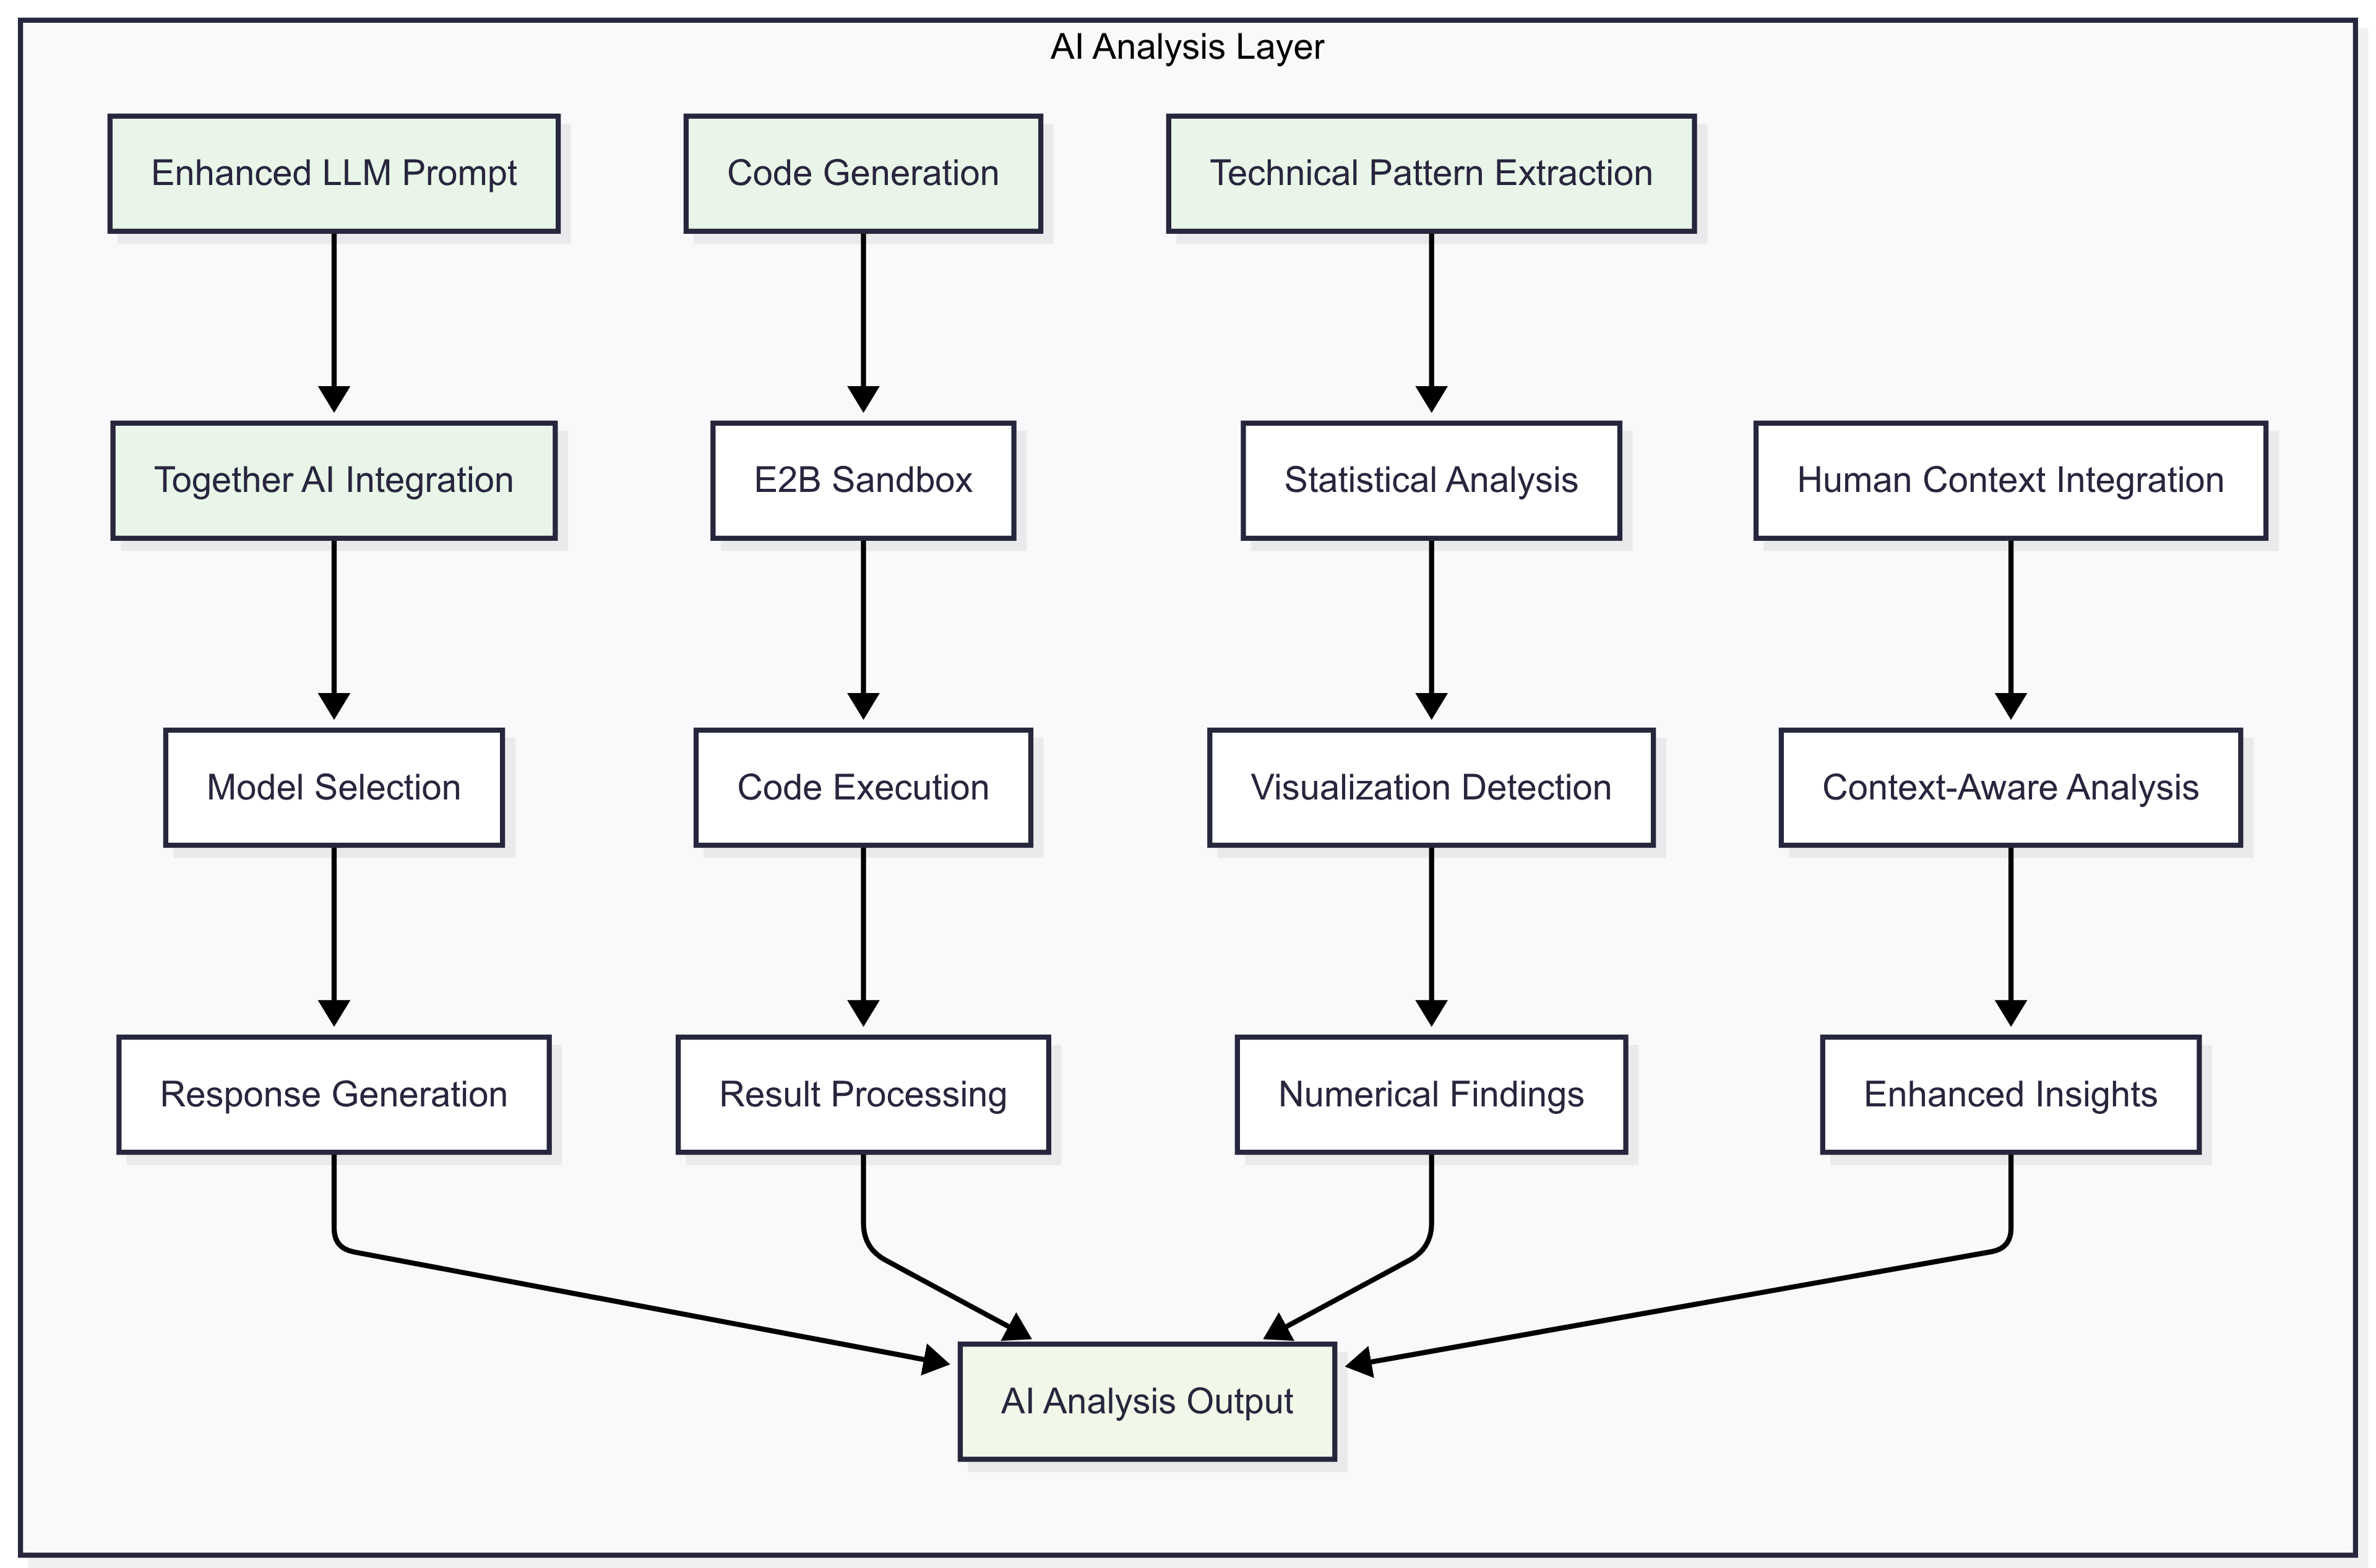 AI Analysis Layer
Enhanced LLM Prompt
Code Generation
Technical Pattern Extraction
Together AI Integration
E2B Sandbox
Statistical Analysis
Human Context Integration
Model Selection
Code Execution
Visualization Detection
Context-Aware Analysis
Response Generation
Result Processing
Numerical Findings
Enhanced Insights
AI Analysis Output